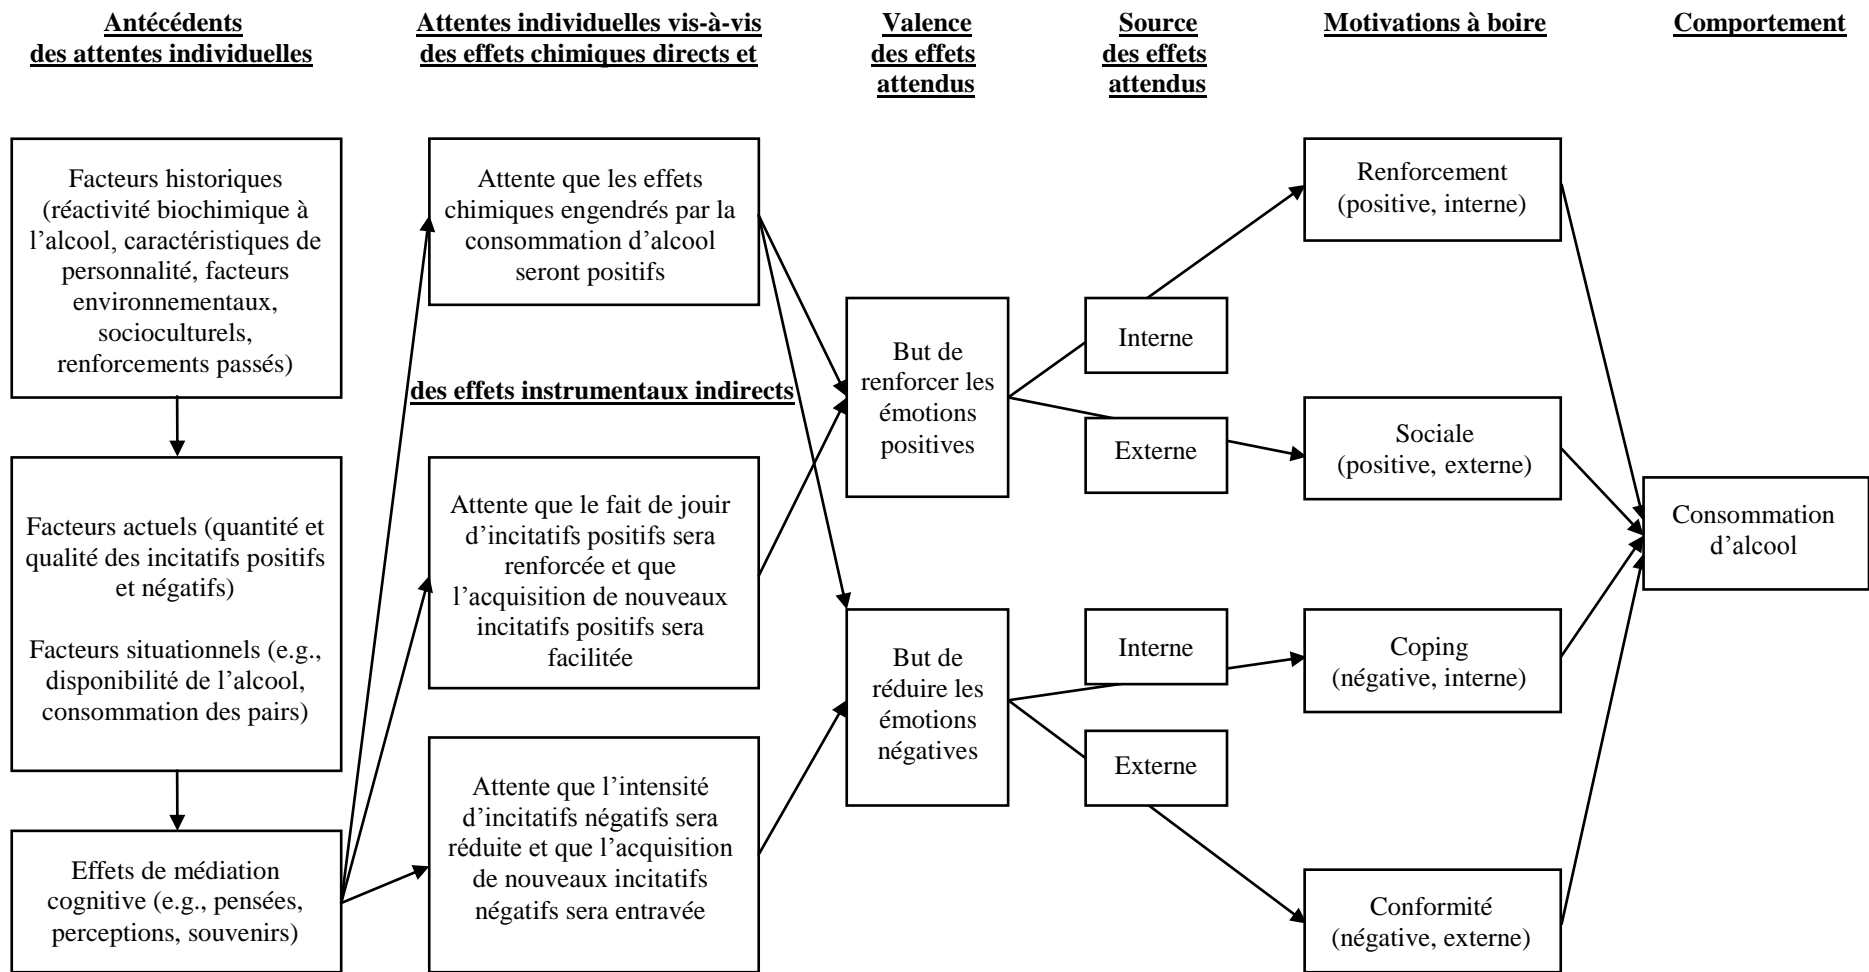 Antécédents
des attentes individuelles
Attentes individuelles vis-à-vis
des effets chimiques directs et
Valence
des effets
attendus
Source
des effets
attendus
Motivations à boire
Comportement
Facteurs historiques
(réactivité biochimique à
l’alcool, caractéristiques de
personnalité, facteurs
environnementaux,
socioculturels,
renforcements passés)
Facteurs actuels (quantité et
qualité des incitatifs positifs
et négatifs)
Facteurs situationnels (e.g.,
disponibilité de l’alcool,
consommation des pairs)
Effets de médiation
cognitive (e.g., pensées,
perceptions, souvenirs)
Attente que les effets
chimiques engendrés par la
consommation d’alcool
seront positifs
des effets instrumentaux indirects
Attente que le fait de jouir
d’incitatifs positifs sera
renforcée et que
l’acquisition de nouveaux
incitatifs positifs sera
facilitée
Attente que l’intensité
d’incitatifs négatifs sera
réduite et que l’acquisition
de nouveaux incitatifs
négatifs sera entravée
But de
renforcer les
émotions
positives
But de
réduire les
émotions
négatives
Interne
Externe
Interne
Externe
Renforcement
(positive, interne)
Sociale
(positive, externe)
Coping
(négative, interne)
Conformité
(négative, externe)
Consommation
d’alcool